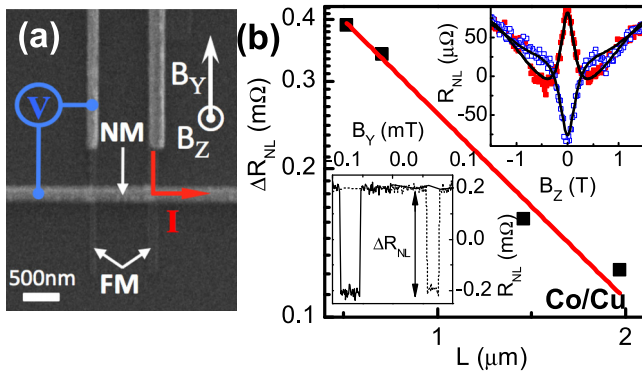 (a)
B_Y
B_Z
V
NM
I
500nm
FM
(b)
ΔR_NL (mΩ)
0.4
0.3
0.2
0.1
1
2
L (μm)
Co/Cu
R_NL (μΩ)
50
0
-50
-1
0
1
B_Z (T)
B_Y (mT)
0.1
0.0
0.1
0.2
0.0
-0.2
R_NL (mΩ)
ΔR_NL